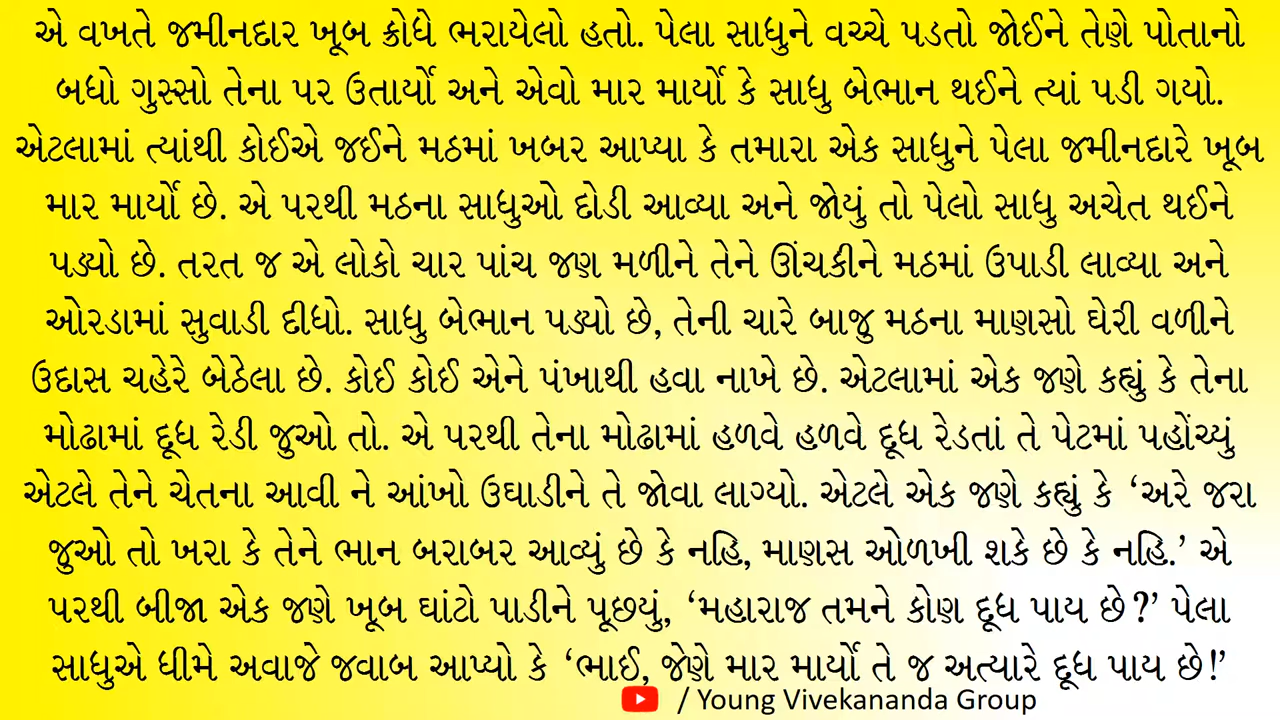 એ વખતે જમીનદાર ખૂબ ક્રોધે ભરાયેલો હતો. પેલા સાધુને વચ્ચે પડતો જોઈને તેણે પોતાનો
બધો ગુસ્સો તેના પર ઉતાર્યો અને એવો માર માર્યો કે સાધુ બેભાન થઈને ત્યાં પડી ગયો.
એટલામાં ત્યાંથી કોઈએ જઈને મઠમાં ખબર આપ્યા કે તમારા એક સાધુને પેલા જમીનદારે ખૂબ
માર માર્યો છે. એ પરથી મઠના સાધુઓ દોડી આવ્યા અને જોયું તો પેલો સાધુ અચેત થઈને
પડ્યો છે. તરત જ એ લોકો ચાર પાંચ જણ મળીને તેને ઊંચકીને મઠમાં ઉપાડી લાવ્યા અને
ઓરડામાં સુવાડી દીધો. સાધુ બેભાન પડ્યો છે, તેની ચારે બાજુ મઠના માણસો ઘેરી વળીને
ઉદાસ ચહેરે બેઠેલા છે. કોઈ કોઈ એને પંખાથી હવા નાખે છે. એટલામાં એક જણે કહ્યું કે તેના
મોઢામાં દૂધ રેડી જુઓ તો. એ પરથી તેના મોઢામાં હળવે હળવે દૂધ રેડતાં તે પેટમાં પહોંચ્યું
એટલે તેને ચેતના આવી ને આંખો ઉઘાડીને તે જોવા લાગ્યો. એટલે એક જણે કહ્યું કે ‘અરે જરા
જુઓ તો ખરા કે તેને ભાન બરાબર આવ્યું છે કે નહિ, માણસ ઓળખી શકે છે કે નહિ.’ એ
પરથી બીજા એક જણે ખૂબ ઘાંટો પાડીને પૂછયું, ‘મહારાજ તમને કોણ દૂધ પાય છે?’ પેલા
સાધુએ ધીમે અવાજે જવાબ આપ્યો કે ‘ભાઈ, જેણે માર માર્યો તે જ અત્યારે દૂધ પાય છે!’
/ Young Vivekananda Group